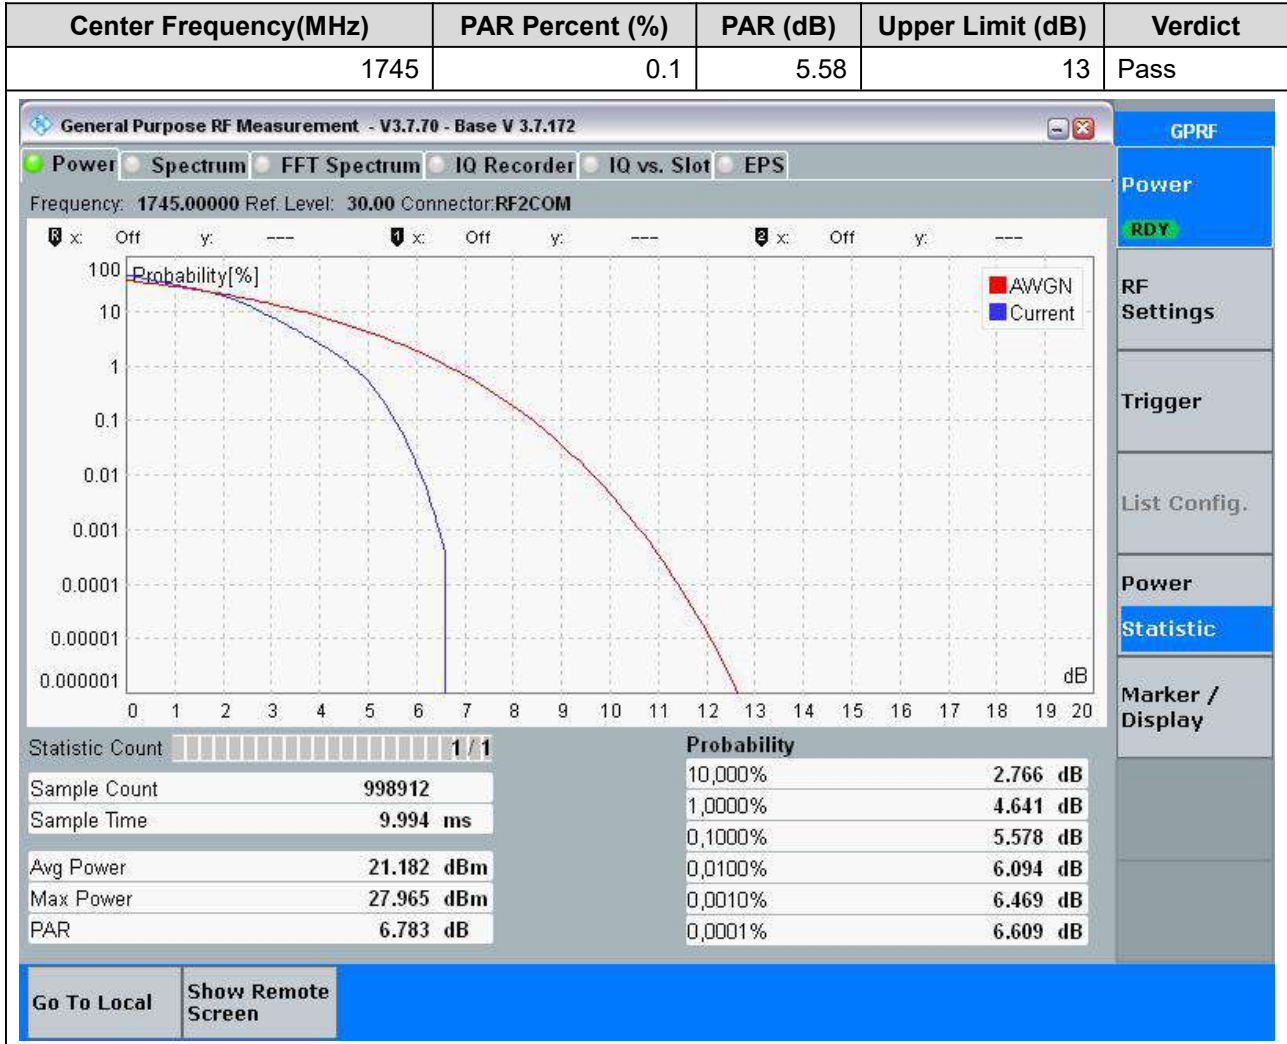 Center Frequency(MHz) PAR Percent (%) PAR (dB) Upper Limit (dB) Verdict
1745 0.1 5.58 13 Pass
General Purpose RF Measurement - V3.7.70 - Base V 3.7.172
GPRF
Power Spectrum FFT Spectrum IQ Recorder IQ vs. Slot EPS
Frequency: 1745.00000 Ref. Level: 30.00 Connector:RF2COM
R x: Off y: --- 1 x: Off y: --- 2 x: Off y: ---
Probability[%]
AWGN
Current
100
10
1
0.1
0.01
0.001
0.0001
0.00001
0.000001
dB
0 1 2 3 4 5 6 7 8 9 10 11 12 13 14 15 16 17 18 19 20
Statistic Count 1 / 1
Sample Count 998912
Sample Time 9.994 ms
Avg Power 21.182 dBm
Max Power 27.965 dBm
PAR 6.783 dB
Probability
10,000% 2.766 dB
1,0000% 4.641 dB
0,1000% 5.578 dB
0,0100% 6.094 dB
0,0010% 6.469 dB
0,0001% 6.609 dB
Power
RDY
RF
Settings
Trigger
List Config.
Power
Statistic
Marker /
Display
Go To Local
Show Remote
Screen